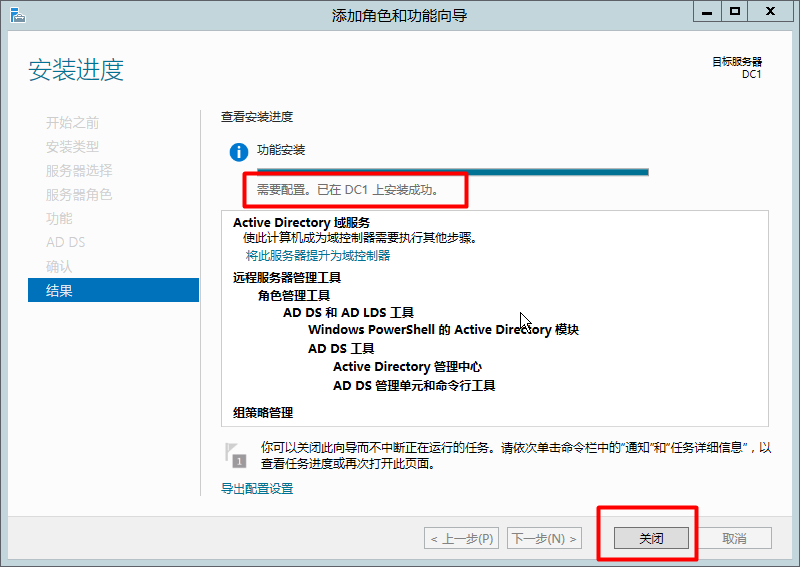 添加角色和功能向导
安装进度
目标服务器
DC1
开始之前
安装类型
服务器选择
服务器角色
功能
AD DS
确认
结果
查看安装进度
功能安装
需要配置。已在 DC1 上安装成功。
Active Directory 域服务
使此计算机成为域控制器需要执行其他步骤。
将此服务器提升为域控制器
远程服务器管理工具
角色管理工具
AD DS 和 AD LDS 工具
Windows PowerShell 的 Active Directory 模块
AD DS 工具
Active Directory 管理中心
AD DS 管理单元和命令行工具
组策略管理
1
你可以关闭此向导而不中断正在运行的任务。请依次单击命令栏中的"通知"和"任务详细信息"，以
查看任务进度或再次打开此页面。
导出配置设置
< 上一步(P)
下一步(N) >
关闭
取消